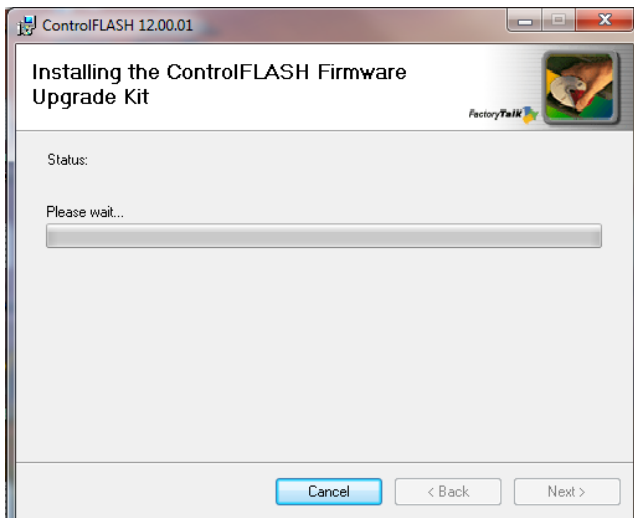 ControlFLASH 12.00.01
Installing the ControlFLASH Firmware
Upgrade Kit
FactoryTalk
Status:
Please wait...
Cancel
< Back
Next >